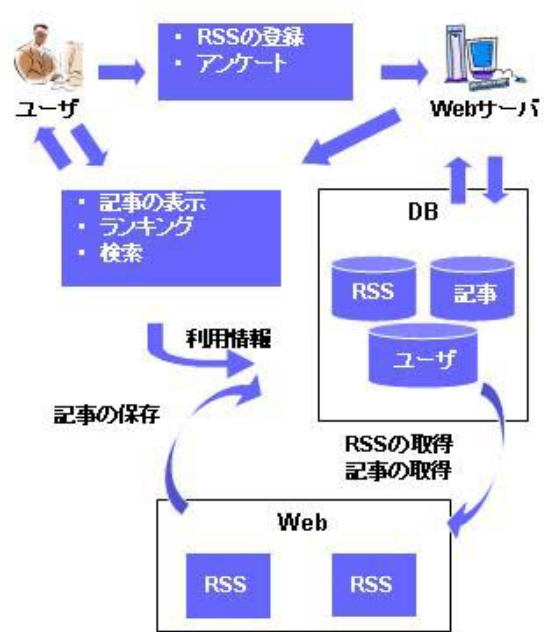 ・ RSSの登録
・ アンケート
ユーザ
Webサーバ
・ 記事の表示
・ ランキング
・ 検索
DB
RSS
記事
ユーザ
利用情報
記事の保存
RSSの取得
記事の取得
Web
RSS
RSS